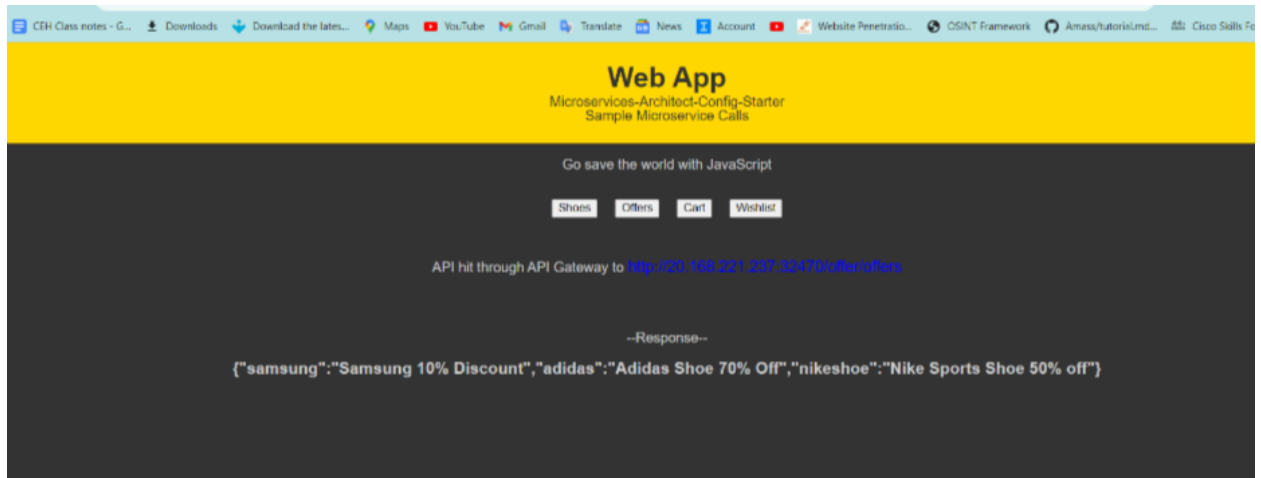 CEH Class notes - G... Downloads Download the lates... Maps YouTube Gmail Translate News Account Website Penetratio... OSINT Framework Amass/tutorial.md... Cisco Skills Fo
Web App
Microservices-Architect-Config-Starter
Sample Microservice Calls
Go save the world with JavaScript
Shoes Offers Cart Wishlist
API hit through API Gateway to http://20.168.221.237:32470/offer/offers
--Response--
{"samsung":"Samsung 10% Discount","adidas":"Adidas Shoe 70% Off","nikeshoe":"Nike Sports Shoe 50% off"}